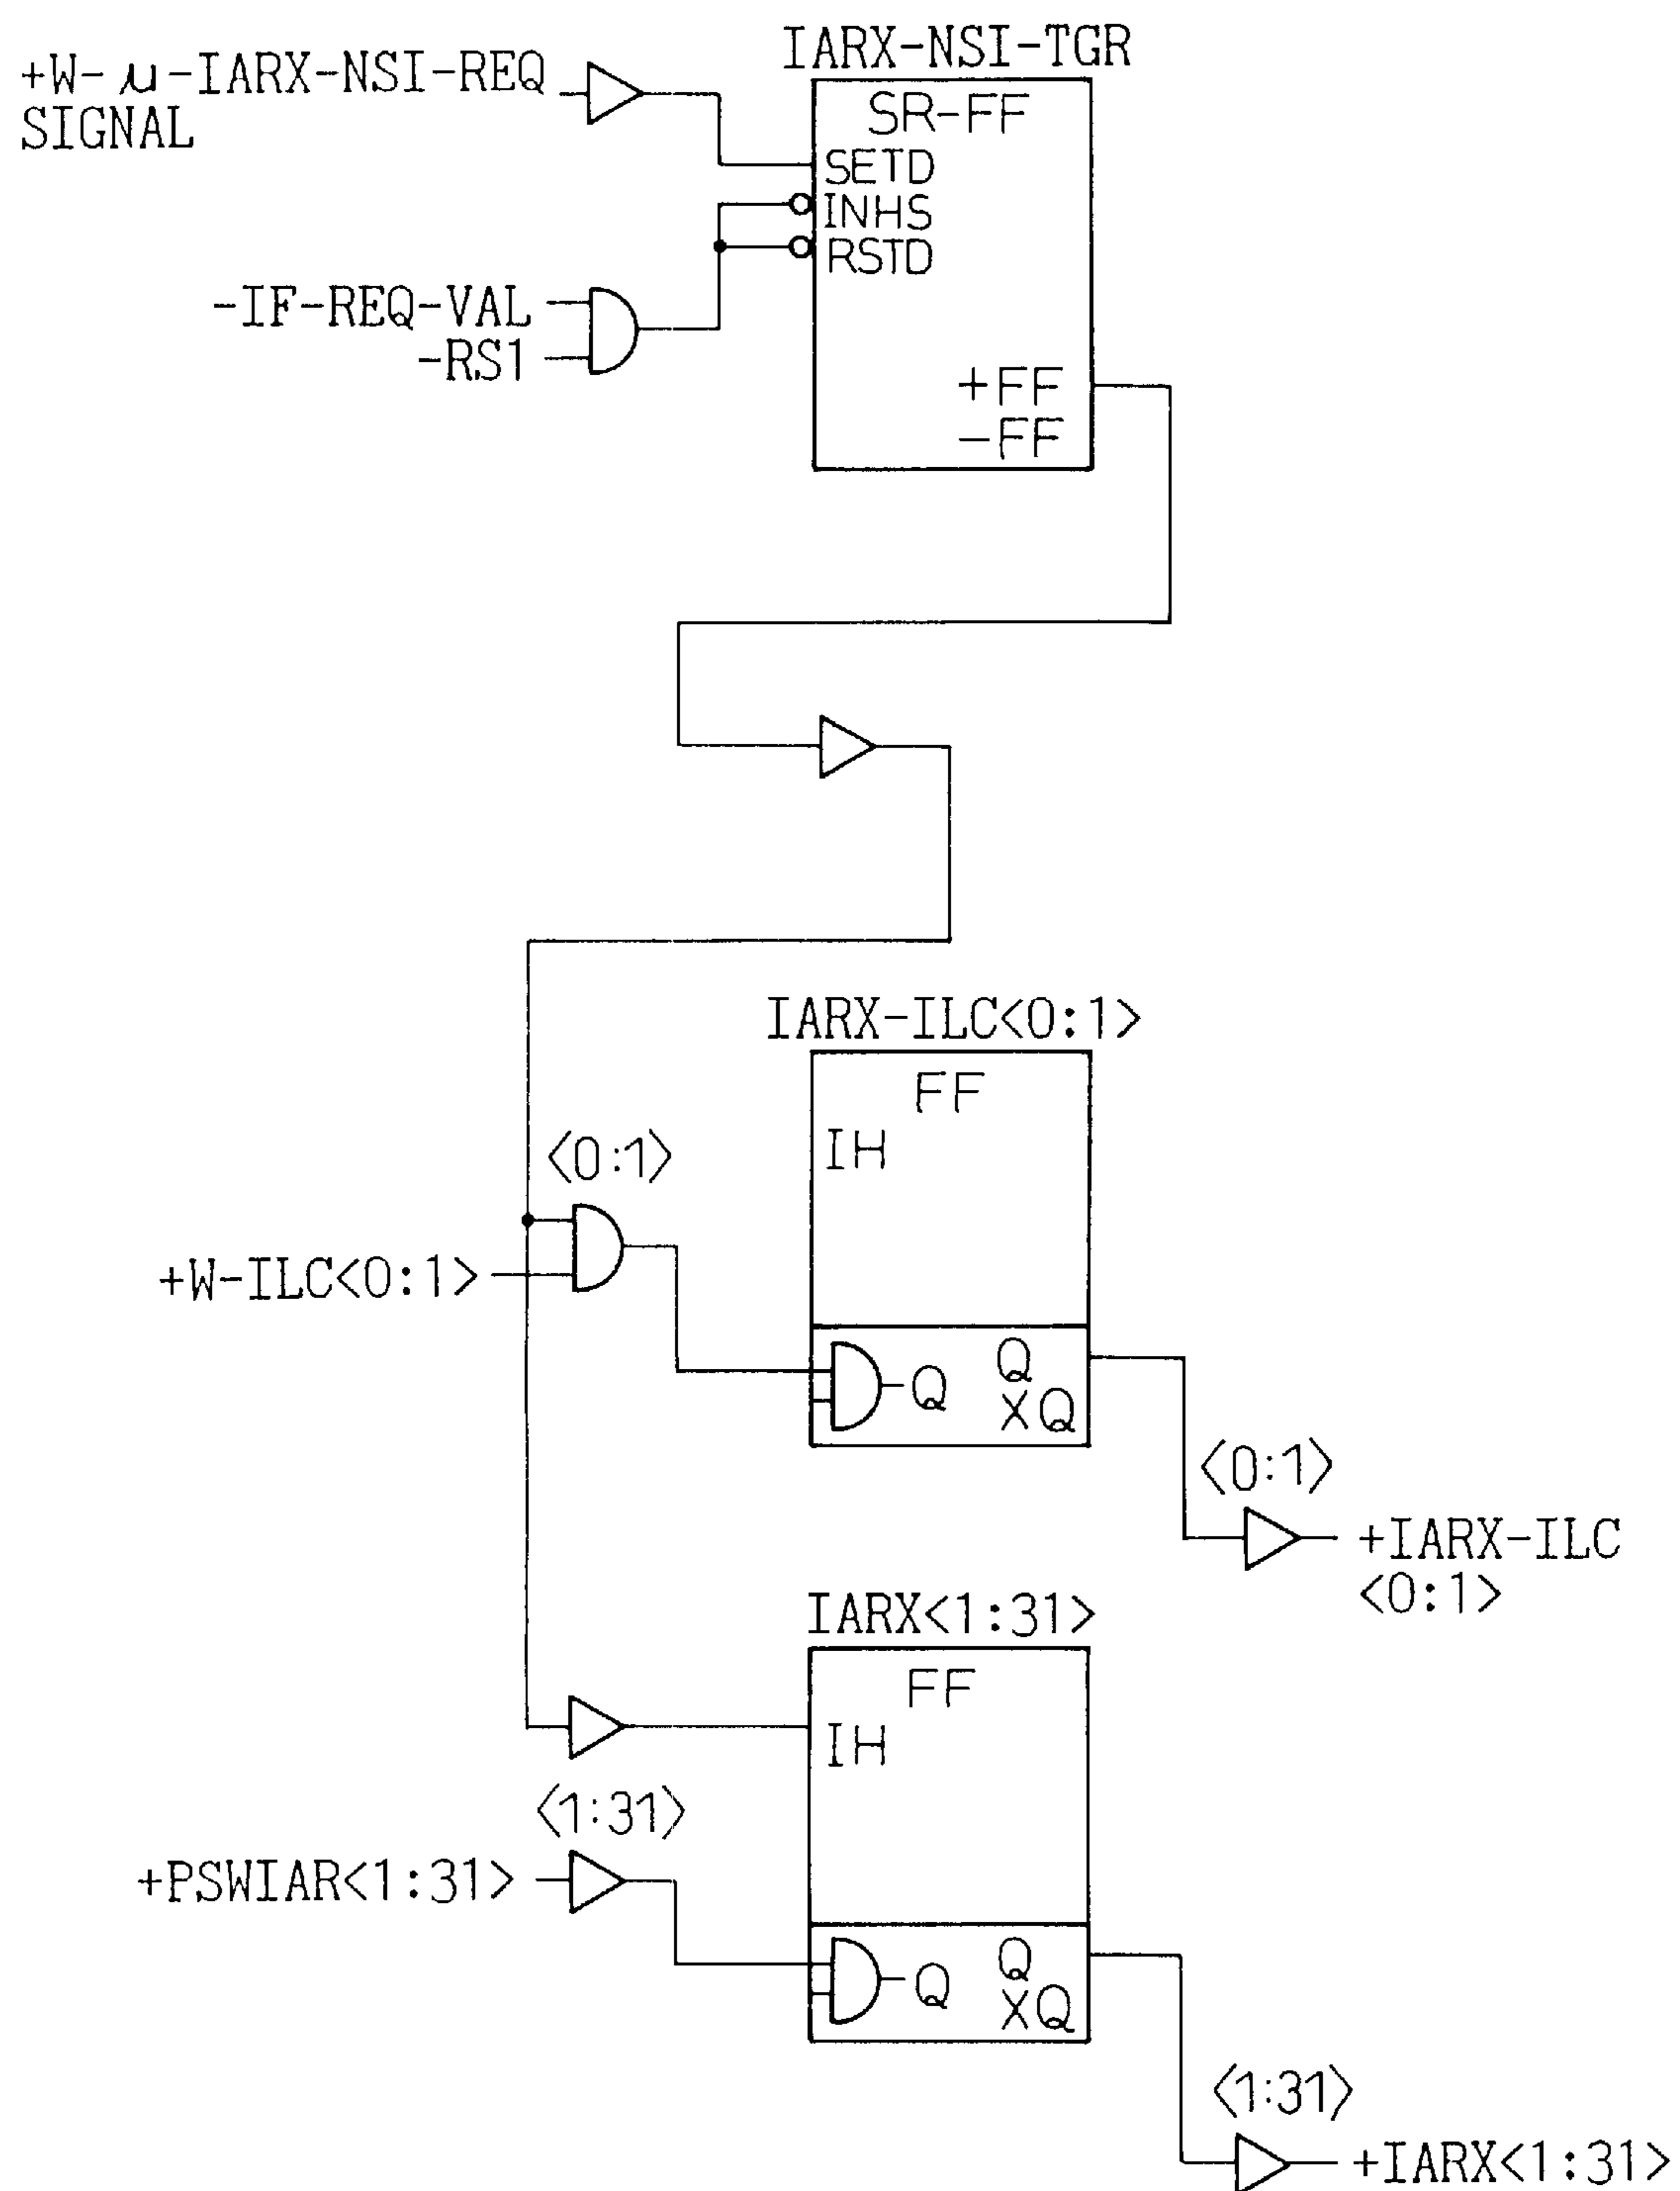 IARX-NSI-TGR
+W-μ-IARX-NSI-REQ
SIGNAL
SR-FF
SETD
INHS
RSTD
-IF-REQ-VAL
-RS1
+FF
-FF
IARX-ILC<0:1>
FF
IH
<0:1>
+W-ILC<0:1>
Q
Q
XQ
<0:1>
+IARX-ILC
<0:1>
IARX<1:31>
FF
IH
<1:31>
+PSWIAR<1:31>
Q
Q
XQ
<1:31>
+IARX<1:31>